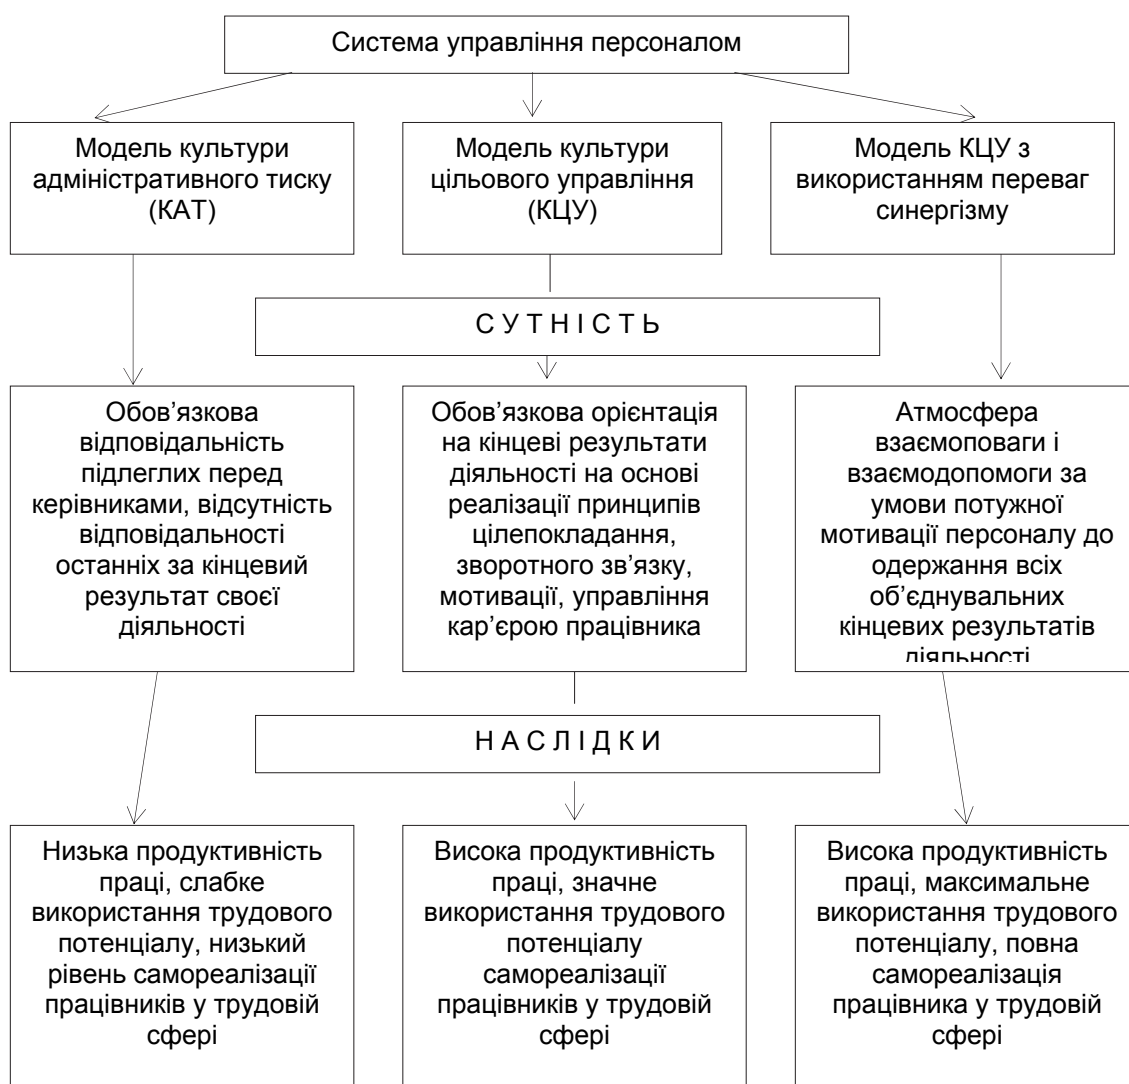 Система управління персоналом
Модель культури
адміністративного тиску
(КАТ)
Модель культури
цільового управління
(КЦУ)
Модель КЦУ з
використанням переваг
синергізму
С У Т Н І С Т Ь
Обов’язкова
відповідальність
підлеглих перед
керівниками, відсутність
відповідальності
останніх за кінцевий
результат своєї
діяльності
Обов’язкова орієнтація
на кінцеві результати
діяльності на основі
реалізації принципів
цілепокладання,
зворотного зв’язку,
мотивації, управління
кар’єрою працівника
Атмосфера
взаємоповаги і
взаємодопомоги за
умови потужної
мотивації персоналу до
одержання всіх
об’єднувальних
кінцевих результатів
діяльності
Н А С Л І Д К И
Низька продуктивність
праці, слабке
використання трудового
потенціалу, низький
рівень самореалізації
працівників у трудовій
сфері
Висока продуктивність
праці, значне
використання трудового
потенціалу
самореалізації
працівників у трудовій
сфері
Висока продуктивність
праці, максимальне
використання трудового
потенціалу, повна
самореалізація
працівника у трудовій
сфері